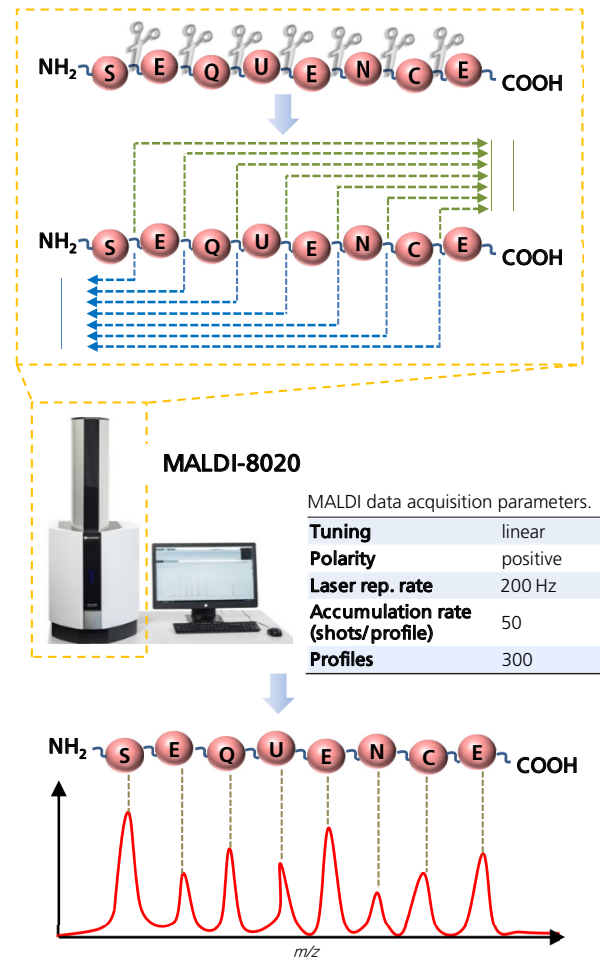 NH2 S E Q U E N C E COOH
NH2 S E Q U E N C E COOH
MALDI-8020
MALDI data acquisition parameters.
Tuning linear
Polarity positive
Laser rep. rate 200 Hz
Accumulation rate
(shots/profile) 50
Profiles 300
NH2 S E Q U E N C E COOH
m/z